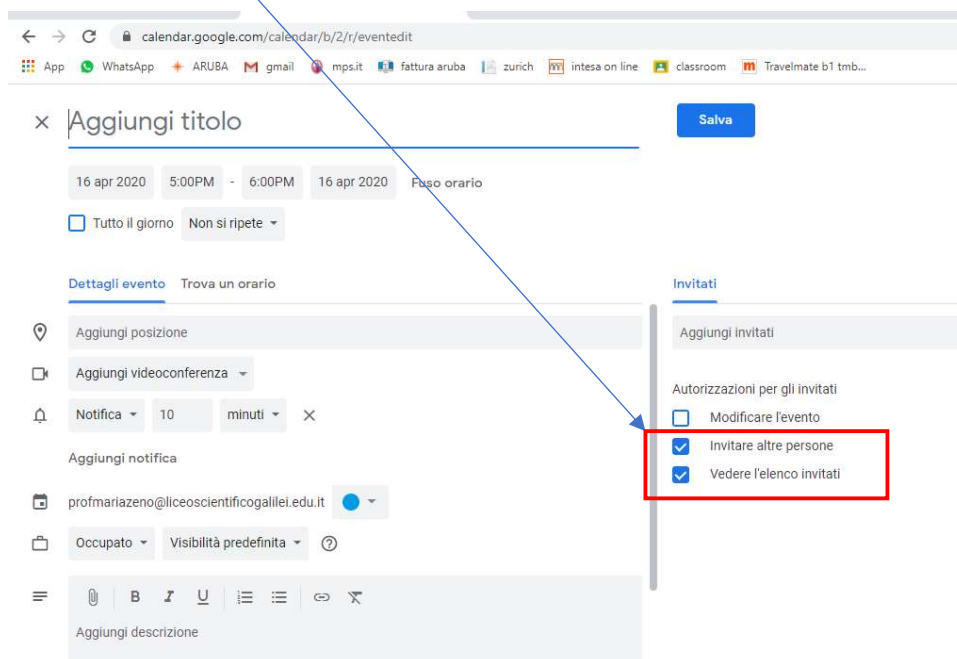 calendar.google.com/calendar/b/2/r/eventedit
App WhatsApp ARUBA gmail mps.it fattura aruba zurich intesa on line classroom Travelmate b1 tmb...
Aggiungi titolo
Salva
16 apr 2020 5:00PM - 6:00PM 16 apr 2020 Fuso orario
Tutto il giorno Non si ripete
Dettagli evento Trova un orario
Invitati
Aggiungi posizione
Aggiungi invitati
Aggiungi videoconferenza
Autorizzazioni per gli invitati
Notifica 10 minuti
Modificare l'evento
Invitare altre persone
Aggiungi notifica
Vedere l'elenco invitati
profmariazeno@liceoscientificogalilei.edu.it
Occupato Visibilità predefinita
B I U
Aggiungi descrizione